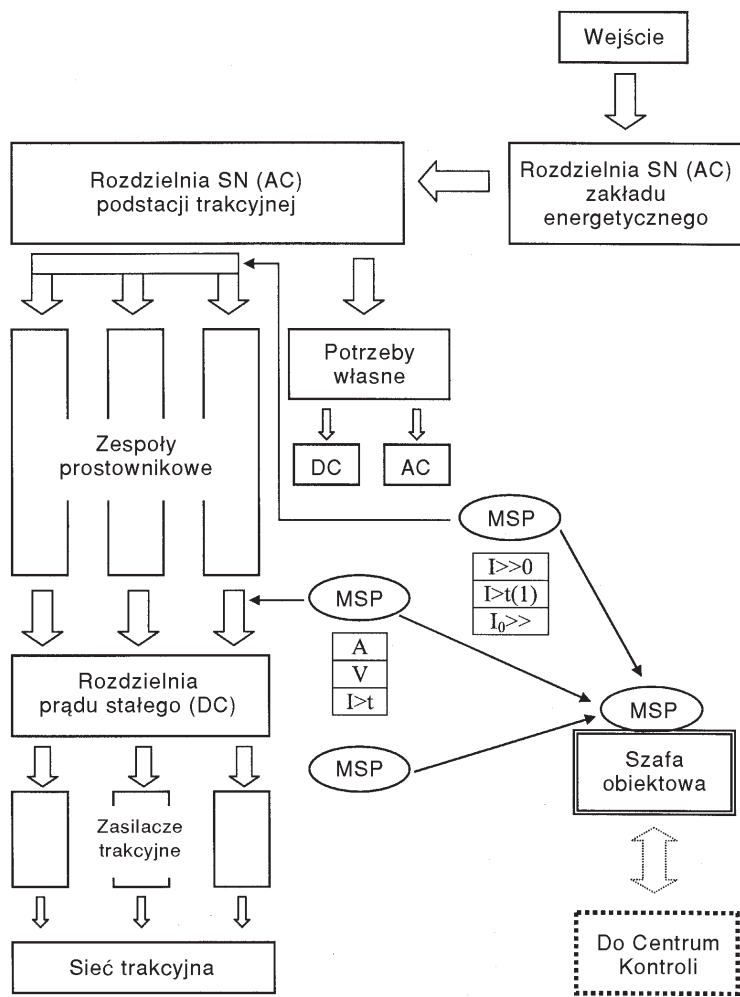 Wejście
Rozdzielnia SN (AC)
podstacji trakcyjnej
Rozdzielnia SN (AC)
zakładu
energetycznego
Potrzeby
własne
Zespoły
prostownikowe
DC
AC
MSP
I>>0
I>t(1)
I₀>>
MSP
A
V
I>t
Rozdzielnia
prądu stałego (DC)
MSP
Szafa
obiektowa
MSP
Zasilacze
trakcyjne
Do Centrum
Kontroli
Sieć trakcyjna